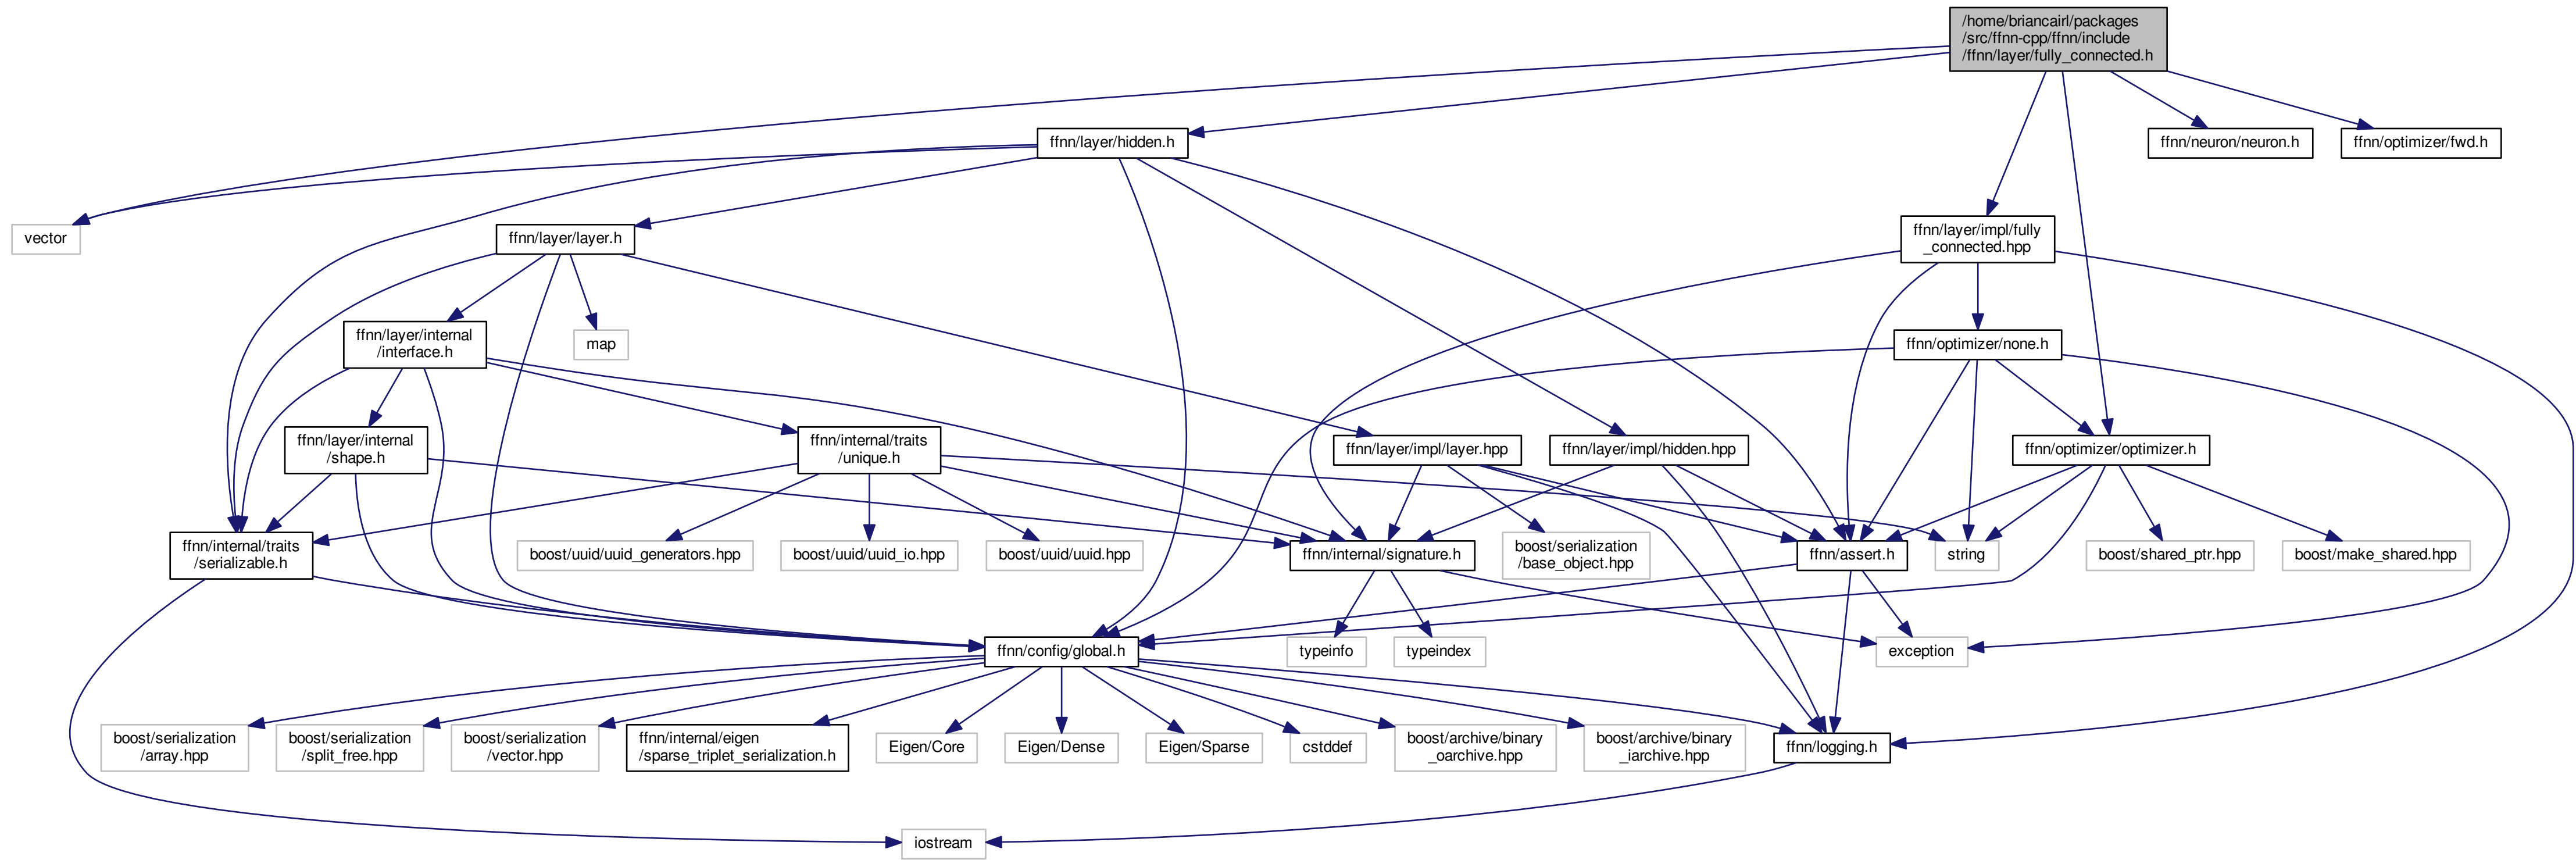 /home/briancairl/packages
/src/ffnn-cpp/ffnn/include
/ffnn/layer/fully_connected.h
ffnn/layer/hidden.h
ffnn/neuron/neuron.h
ffnn/optimizer/fwd.h
vector
ffnn/layer/layer.h
ffnn/layer/impl/fully
_connected.hpp
ffnn/layer/internal
/interface.h
map
ffnn/optimizer/none.h
ffnn/layer/internal
/shape.h
ffnn/internal/traits
/unique.h
ffnn/layer/impl/layer.hpp
ffnn/layer/impl/hidden.hpp
ffnn/optimizer/optimizer.h
ffnn/internal/traits
/serializable.h
boost/uuid/uuid_generators.hpp
boost/uuid/uuid_io.hpp
boost/uuid/uuid.hpp
ffnn/internal/signature.h
boost/serialization
/base_object.hpp
ffnn/assert.h
string
boost/shared_ptr.hpp
boost/make_shared.hpp
ffnn/config/global.h
typeinfo
typeindex
exception
boost/serialization
/array.hpp
boost/serialization
/split_free.hpp
boost/serialization
/vector.hpp
ffnn/internal/eigen
/sparse_triplet_serialization.h
Eigen/Core
Eigen/Dense
Eigen/Sparse
cstddef
boost/archive/binary
_oarchive.hpp
boost/archive/binary
_iarchive.hpp
ffnn/logging.h
iostream